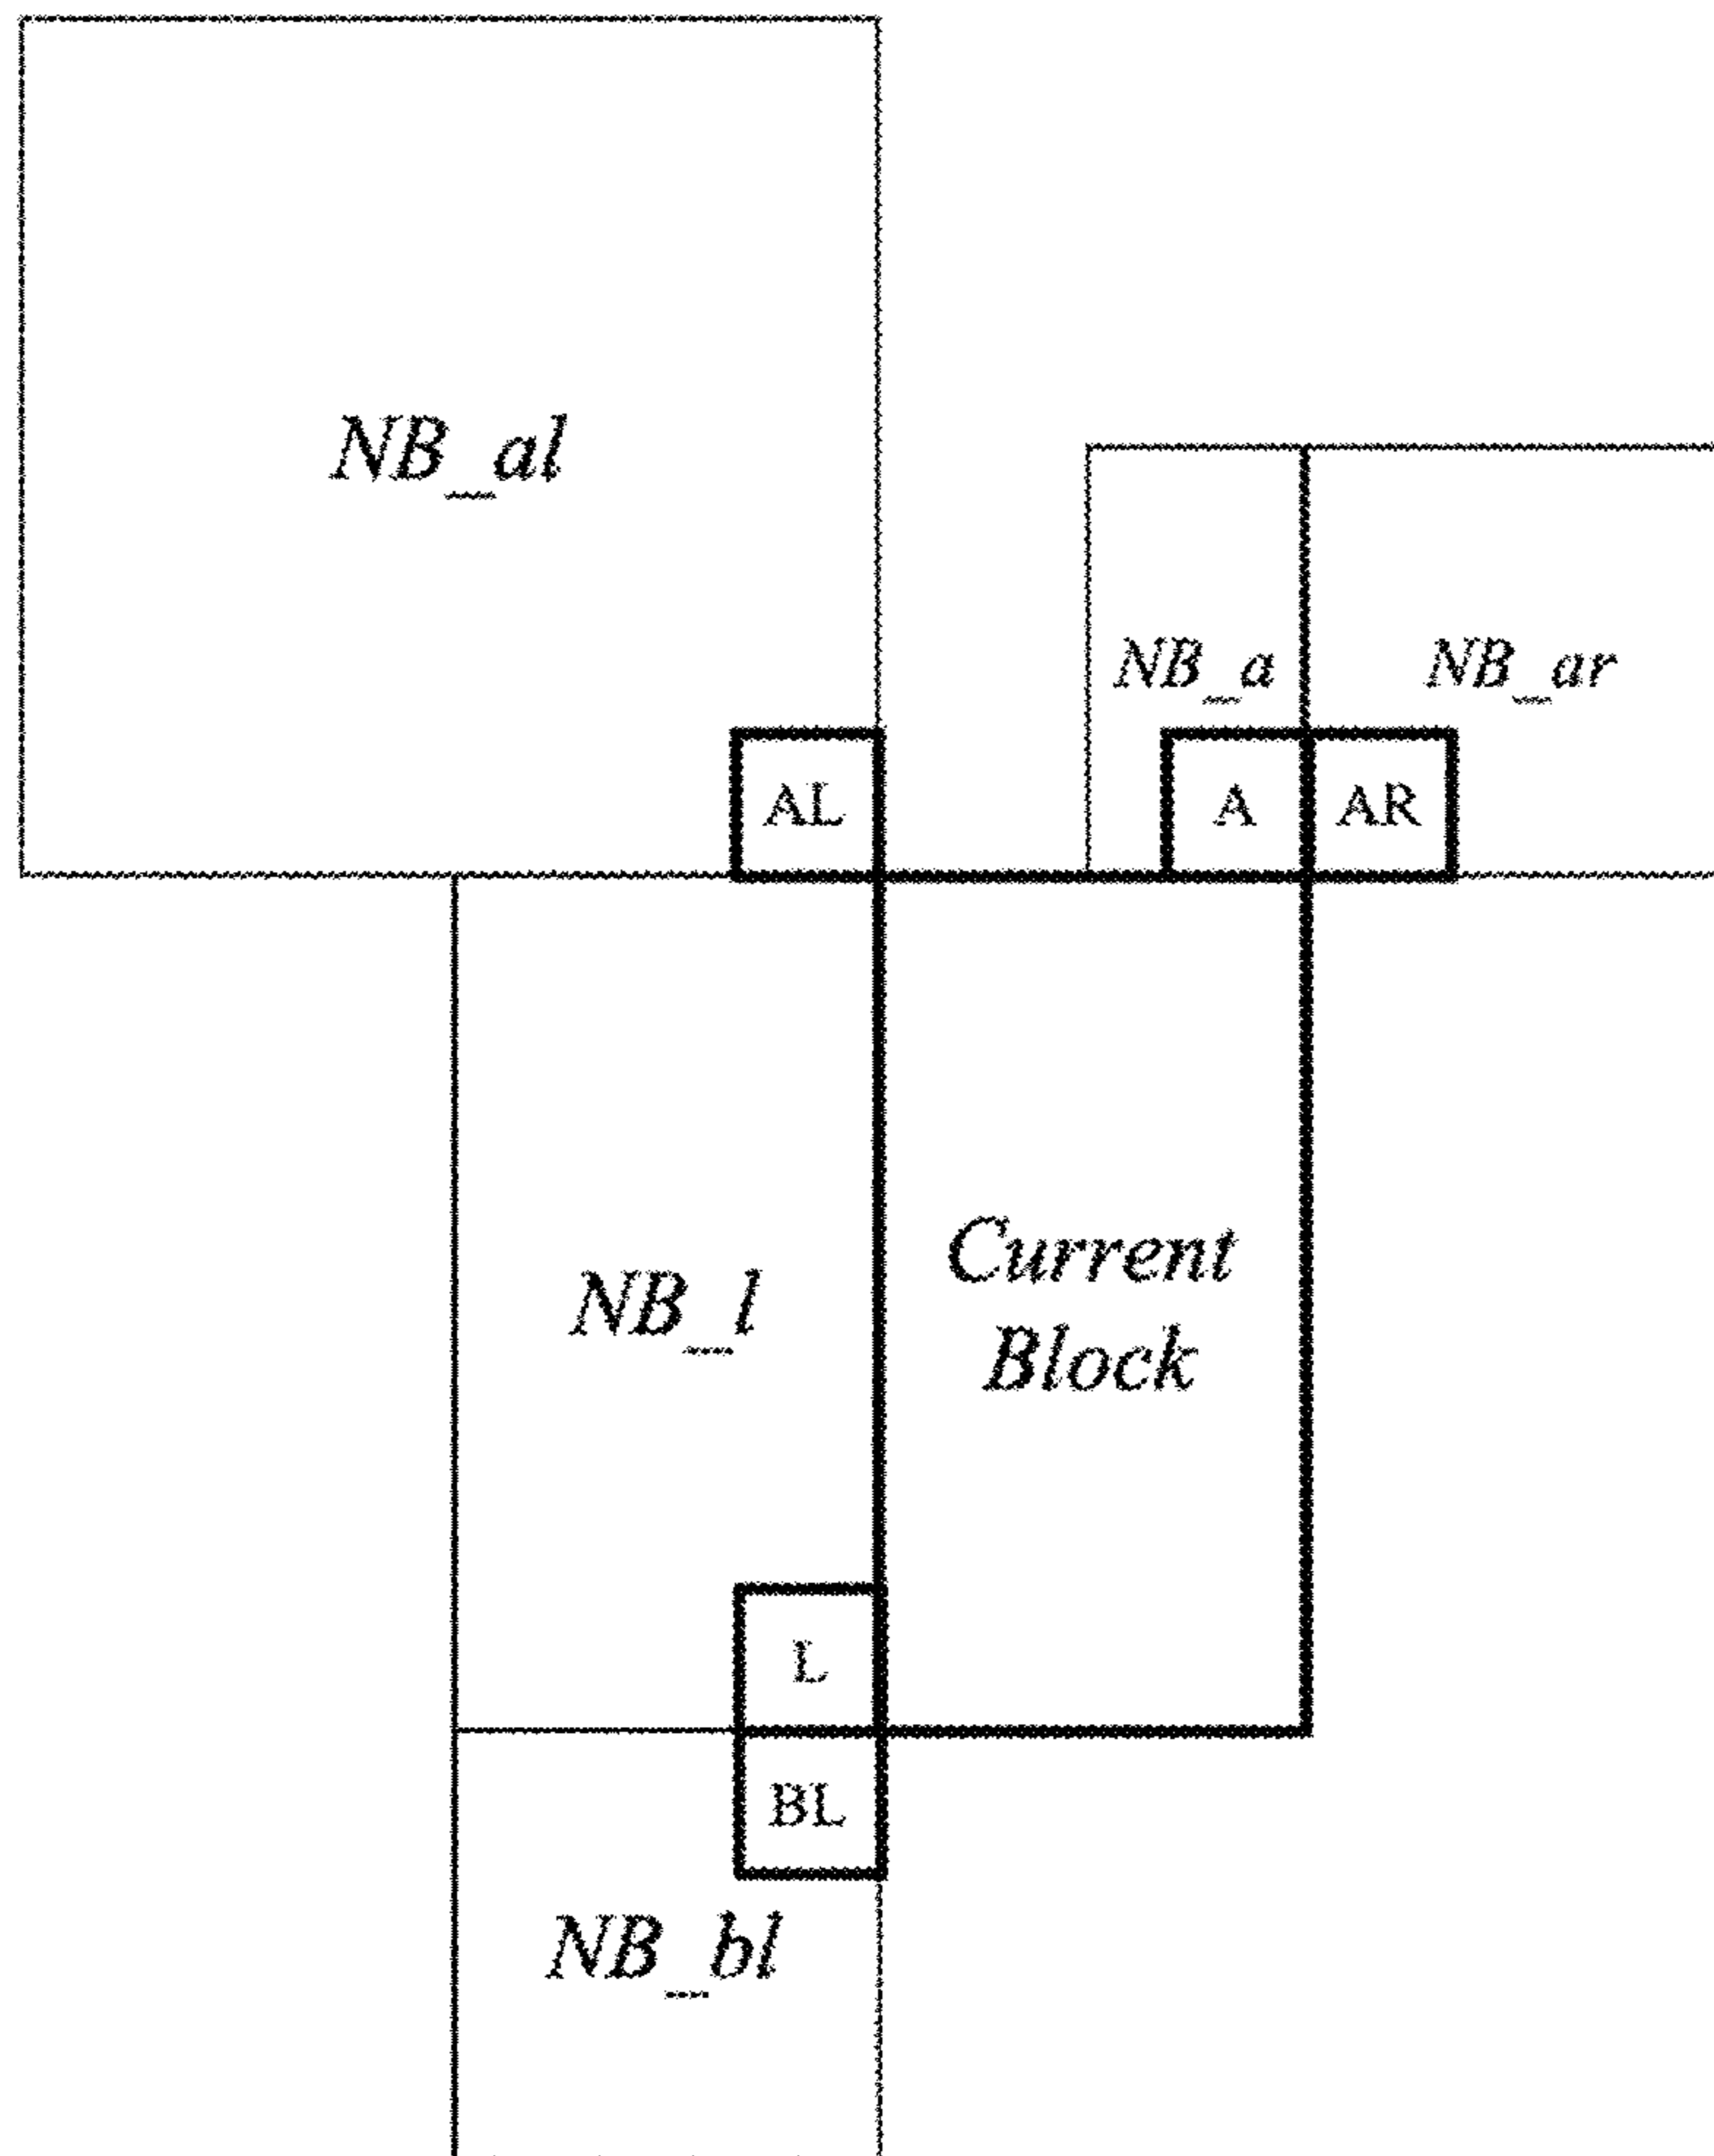 NB_al
NB_a
NB_ar
AL
A
AR
NB_l
Current
Block
L
BL
NB_bl